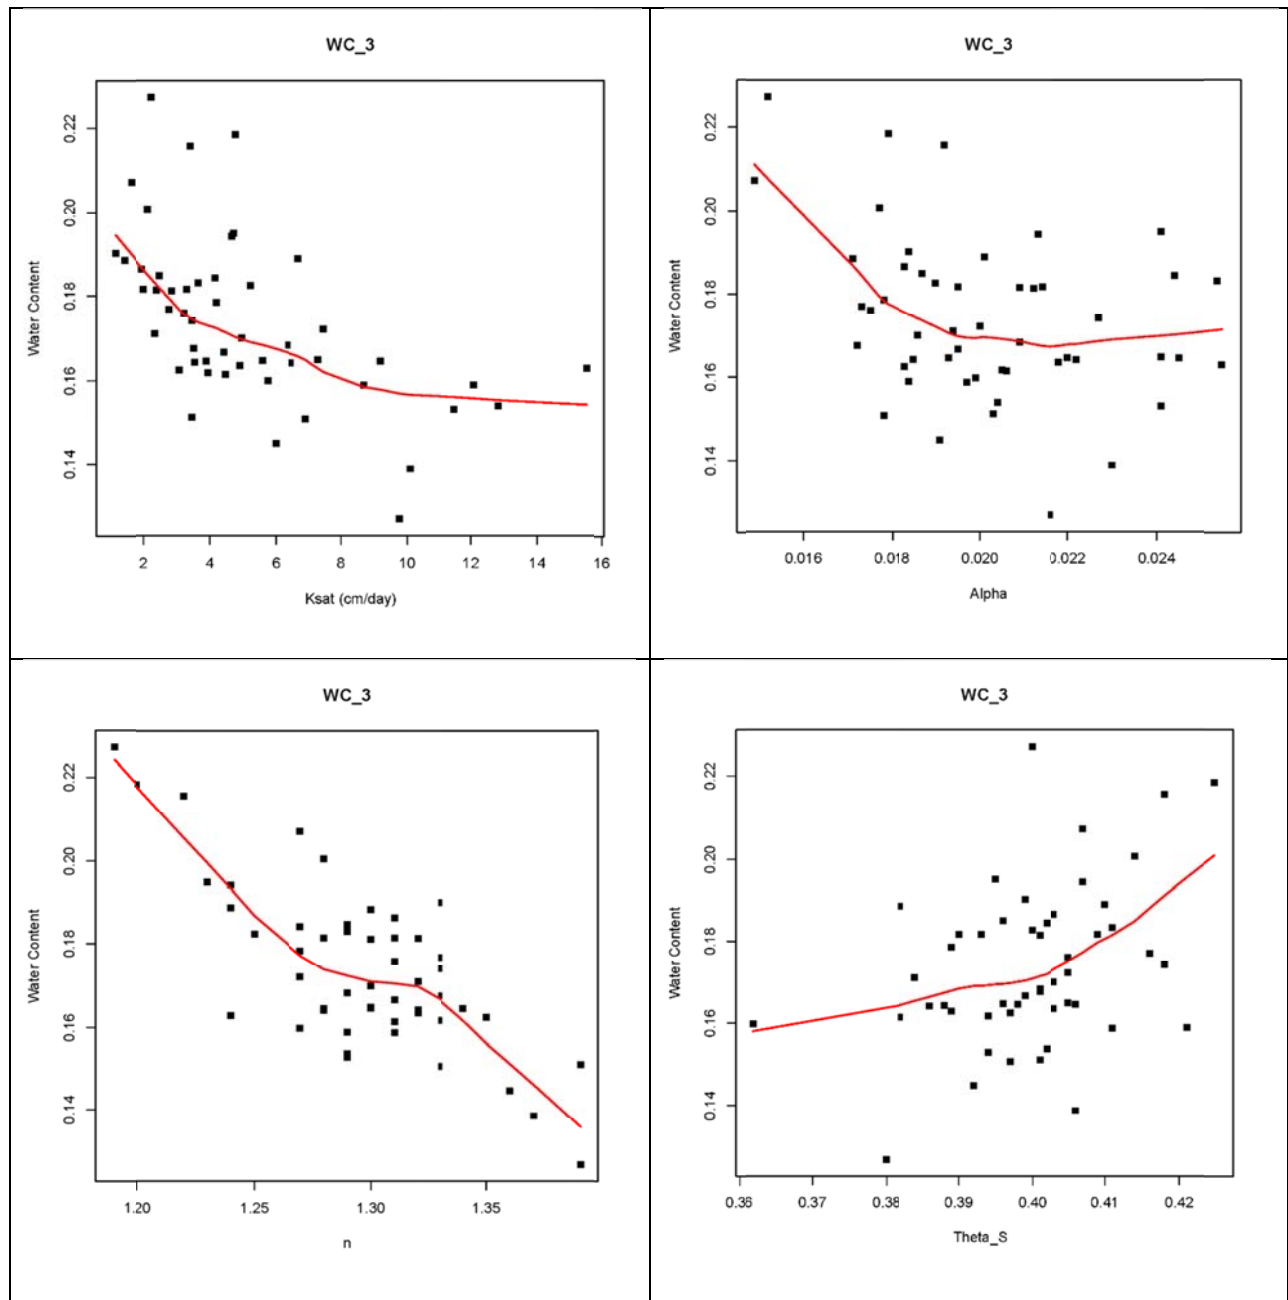 WC_3
Water Content
0.22
0.20
0.18
0.16
0.14
2 4 6 8 10 12 14 16
Ksat (cm/day)
WC_3
Water Content
0.22
0.20
0.18
0.16
0.14
0.016 0.018 0.020 0.022 0.024
Alpha
WC_3
Water Content
0.22
0.20
0.18
0.16
0.14
1.20 1.25 1.30 1.35
n
WC_3
Water Content
0.22
0.20
0.18
0.16
0.14
0.36 0.37 0.38 0.39 0.40 0.41 0.42
Theta_S